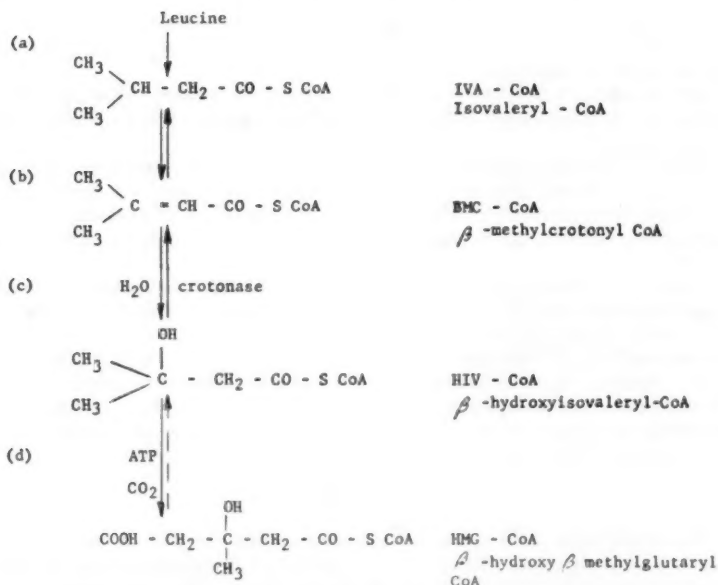 Leucine
(a)
CH3
CH - CH2 - CO - S CoA
CH3
IVA - CoA
Isovaleryl - CoA
(b)
CH3
C = CH - CO - S CoA
CH3
BMC - CoA
β -methylcrotonyl CoA
(c)
H2O crotonase
OH
CH3
C - CH2 - CO - S CoA
CH3
HIV - CoA
β -hydroxyisovaleryl-CoA
(d)
ATP
CO2
OH
COOH - CH2 - C - CH2 - CO - S CoA
CH3
HMG - CoA
β -hydroxy β methylglutaryl
CoA